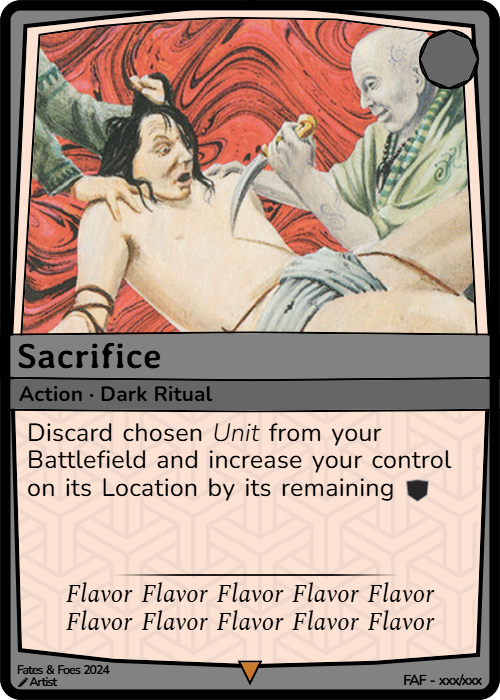 Sacrifice
Action · Dark Ritual
Discard chosen Unit from your
Battlefield and increase your control
on its Location by its remaining
Flavor Flavor Flavor Flavor Flavor
Flavor Flavor Flavor Flavor Flavor
Fates & Foes 2024
Artist
FAF - xxx/xxx